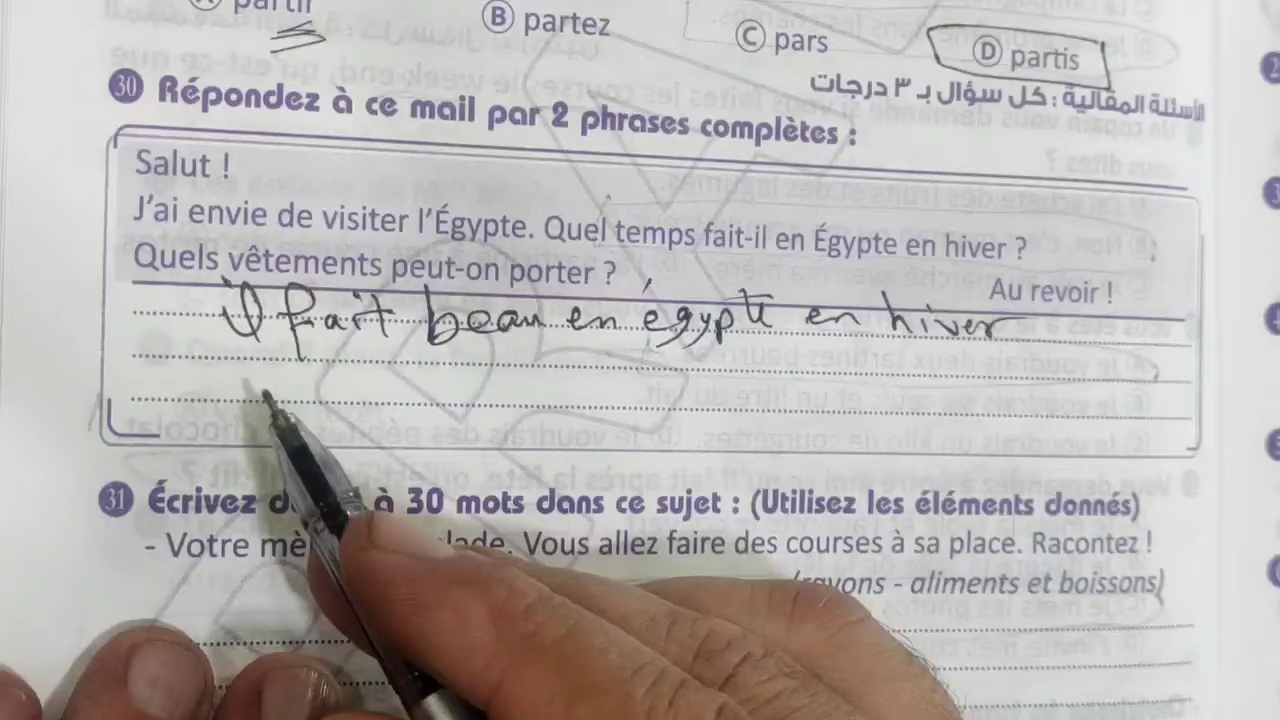 partir
B partez
C pars
D partis
الأسئلة المقالية : كل سؤال بـ ٣ درجات
30 Répondez à ce mail par 2 phrases complètes :
Salut !
J'ai envie de visiter l'Égypte. Quel temps fait-il en Égypte en hiver ?
Quels vêtements peut-on porter ?
Au revoir !
il fait beau en égypte en hiver
31 Écrivez à 30 mots dans ce sujet : (Utilisez les éléments donnés)
- Votre Vous allez faire des courses à sa place. Racontez !
(rayons - aliments et boissons)